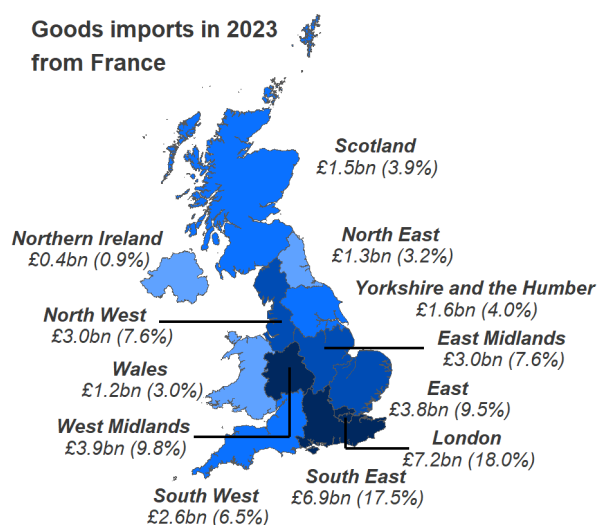 Goods imports in 2023
from France
Scotland
£1.5bn (3.9%)
Northern Ireland
£0.4bn (0.9%)
North East
£1.3bn (3.2%)
Yorkshire and the Humber
£1.6bn (4.0%)
North West
£3.0bn (7.6%)
East Midlands
£3.0bn (7.6%)
Wales
£1.2bn (3.0%)
East
£3.8bn (9.5%)
West Midlands
£3.9bn (9.8%)
London
£7.2bn (18.0%)
South East
£6.9bn (17.5%)
South West
£2.6bn (6.5%)